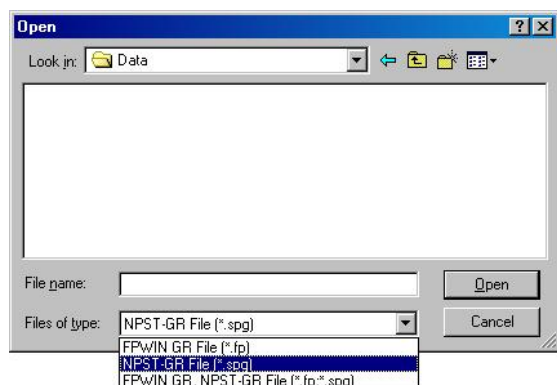 Open
Look in: Data
File name:
Open
Files of type: NPST-GR File (*.spg)
Cancel
FPWIN GR File (*.fp)
NPST-GR File (*.spg)
FPWIN GR, NPST-GR File (*.fp;*.spg)